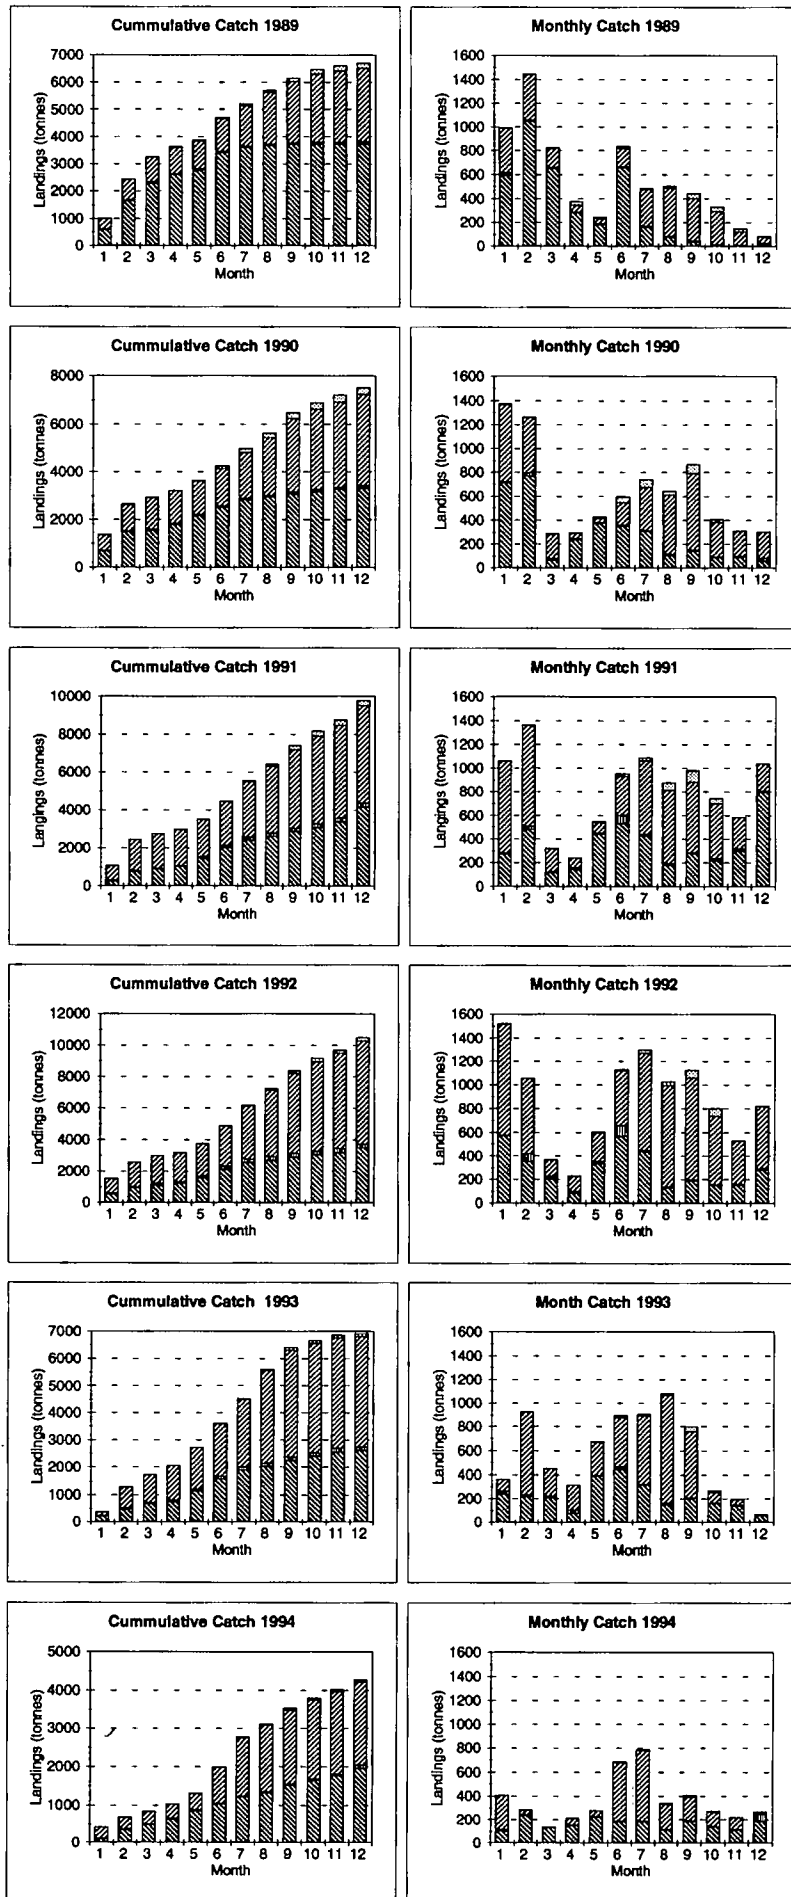 Cummulative Catch 1989
Landings (tonnes)
7000
6000
5000
4000
3000
2000
1000
0
1 2 3 4 5 6 7 8 9 10 11 12
Month
Monthly Catch 1989
Landings (tonnes)
1600
1400
1200
1000
800
600
400
200
0
1 2 3 4 5 6 7 8 9 10 11 12
Month
Cummulative Catch 1990
Landings (tonnes)
8000
6000
4000
2000
0
1 2 3 4 5 6 7 8 9 10 11 12
Month
Monthly Catch 1990
Landings (tonnes)
1600
1400
1200
1000
800
600
400
200
0
1 2 3 4 5 6 7 8 9 10 11 12
Month
Cummulative Catch 1991
Landings (tonnes)
10000
8000
6000
4000
2000
0
1 2 3 4 5 6 7 8 9 10 11 12
Month
Monthly Catch 1991
Langings (tonnes)
1600
1400
1200
1000
800
600
400
200
0
1 2 3 4 5 6 7 8 9 10 11 12
Month
Cummulative Catch 1992
Landings (tonnes)
12000
10000
8000
6000
4000
2000
0
1 2 3 4 5 6 7 8 9 10 11 12
Month
Monthly Catch 1992
Landings (tonnes)
1600
1400
1200
1000
800
600
400
200
0
1 2 3 4 5 6 7 8 9 10 11 12
Month
Cummulative Catch 1993
Landings (tonnes)
7000
6000
5000
4000
3000
2000
1000
0
1 2 3 4 5 6 7 8 9 10 11 12
Month
Month Catch 1993
Landings (tonnes)
1600
1400
1200
1000
800
600
400
200
0
1 2 3 4 5 6 7 8 9 10 11 12
Month
Cummulative Catch 1994
Landings (tonnes)
5000
4000
3000
2000
1000
0
1 2 3 4 5 6 7 8 9 10 11 12
Month
Monthly Catch 1994
Landings (tonnes)
1600
1400
1200
1000
800
600
400
200
0
1 2 3 4 5 6 7 8 9 10 11 12
Month